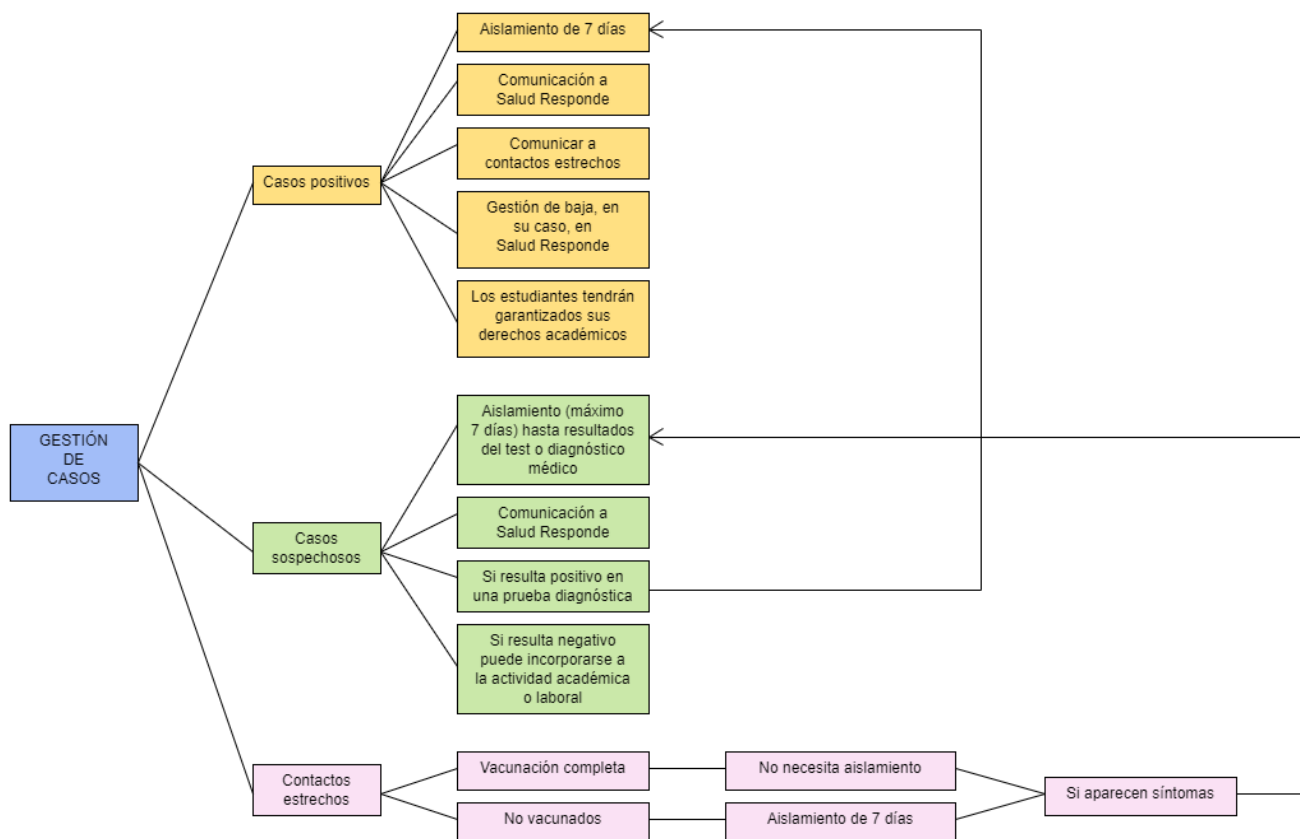 Aislamiento de 7 días
Comunicación a
Salud Responde
Comunicar a
contactos estrechos
Casos positivos
Gestión de baja, en
su caso, en
Salud Responde
Los estudiantes tendrán
garantizados sus
derechos académicos
GESTIÓN
DE
CASOS
Aislamiento (máximo
7 días) hasta resultados
del test o diagnóstico
médico
Comunicación a
Salud Responde
Casos
sospechosos
Si resulta positivo en
una prueba diagnóstica
Si resulta negativo
puede incorporarse a
la actividad académica
o laboral
Contactos
estrechos
Vacunación completa
No necesita aislamiento
No vacunados
Aislamiento de 7 días
Si aparecen síntomas